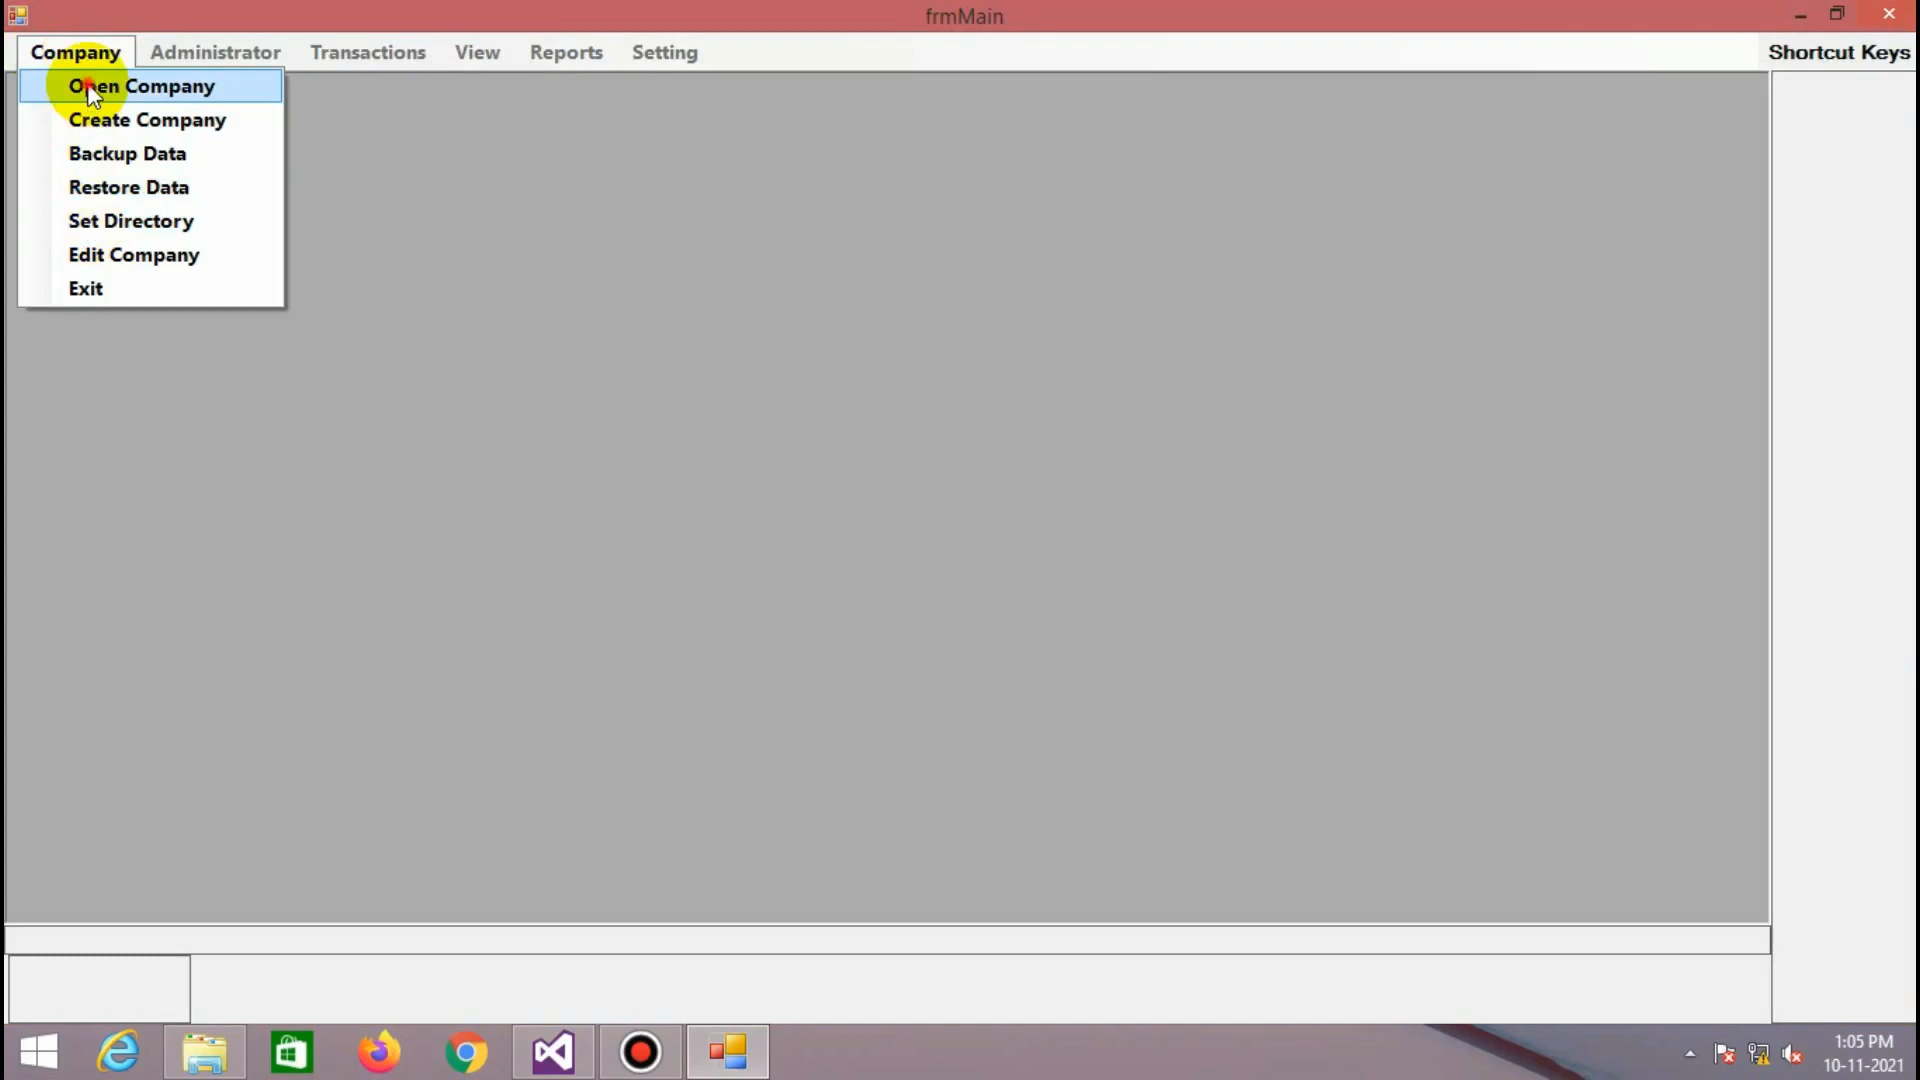 frmMain
Company Administrator Transactions View Reports Setting Shortcut Keys
Open Company
Create Company
Backup Data
Restore Data
Set Directory
Edit Company
Exit
1:05 PM
10-11-2021